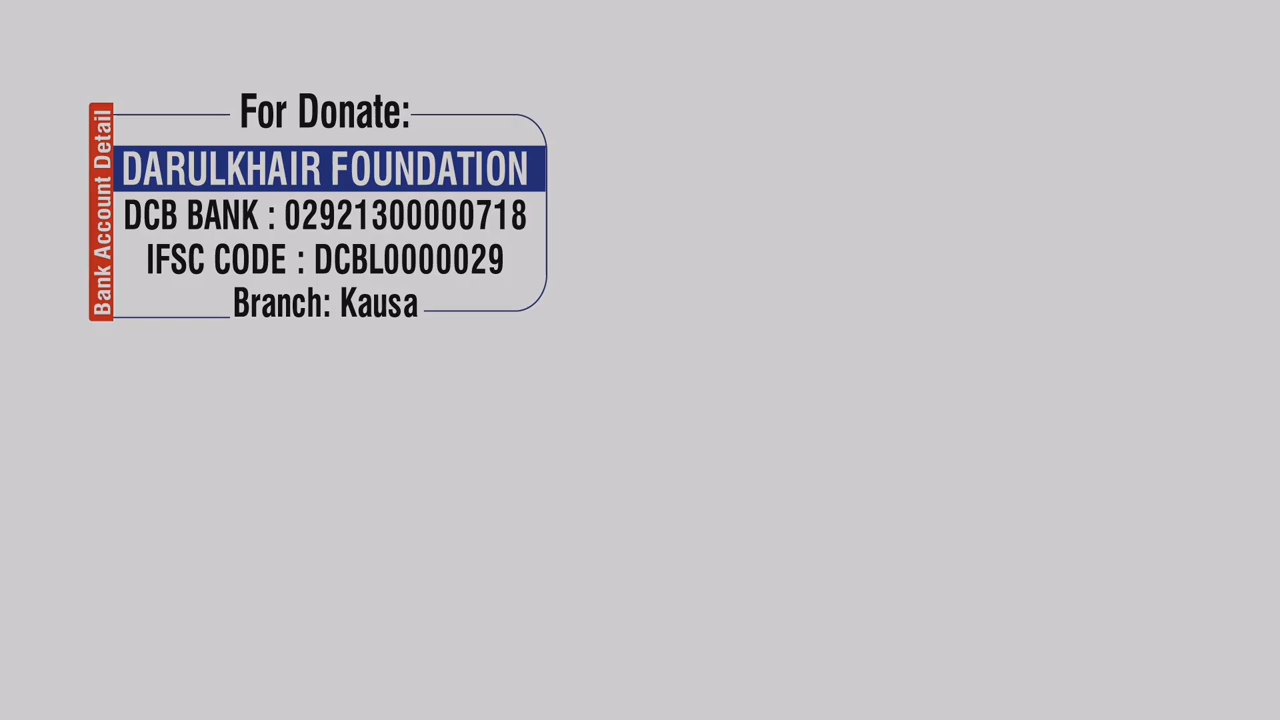 For Donate:
Bank Account Detail
DARULKHAIR FOUNDATION
DCB BANK : 02921300000718
IFSC CODE : DCBL0000029
Branch: Kausa